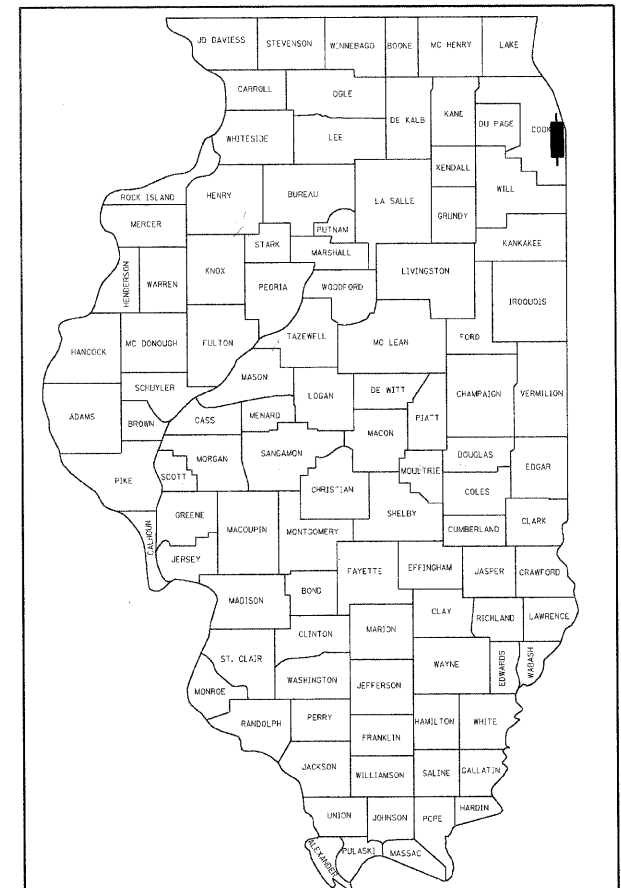 JO DAVIESS STEVENSON WINNEBAGO BOONE MC HENRY LAKE
CARROLL OGLE
DE KALB KANE DU PAGE COOK
WHITESIDE LEE
KENDALL
ROCK ISLAND HENRY BUREAU LA SALLE WILL
MERCER PUTNAM GRUNDY
STARK MARSHALL KANKAKEE
HENDERSON WARREN KNOX PEORIA WOODFORD LIVINGSTON
IROQUOIS
HANCOCK MC DONOUGH FULTON TAZEWELL MC LEAN FORD
MASON
SCHUYLER LOGAN DE WITT CHAMPAIGN VERMILION
ADAMS BROWN CASS MENARD PIATT
MACON
MORGAN SANGAMON DOUGLAS EDGAR
PIKE SCOTT CHRISTIAN MOULTRIE COLES
GREENE MACOUPIN MONTGOMERY SHELBY CUMBERLAND CLARK
CALHOUN
JERSEY FAYETTE EFFINGHAM JASPER CRAWFORD
MADISON BOND
CLAY RICHLAND LAWRENCE
CLINTON MARION
ST. CLAIR WAYNE EDWARDS WABASH
WASHINGTON JEFFERSON
MONROE
RANDOLPH PERRY HAMILTON WHITE
FRANKLIN
JACKSON WILLIAMSON SALINE GALLATIN
UNION JOHNSON POPE HARDIN
ALEXANDER PULASKI MASSAC